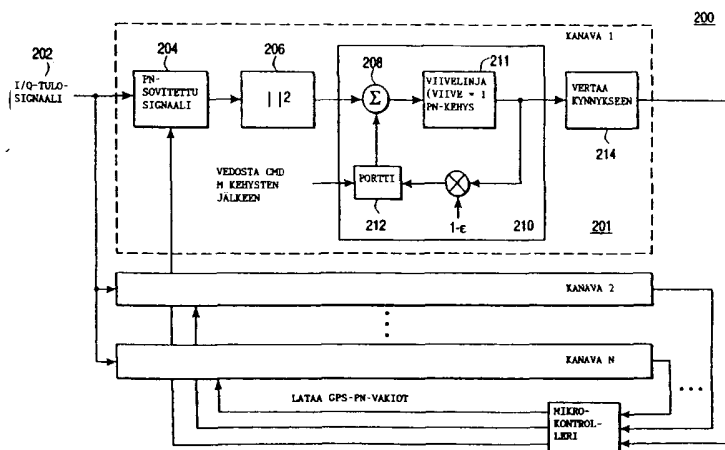 200
202
I/Q-TULO-
SIGNAALI
204
PN-
SOVITETTU
SIGNAALI
206
| |²
208
Σ
211
VIIVELINJA
(VIIVE = 1
PN-KEHYS
KANAVA 1
VERTAA
KYNNYKSEEN
214
VEDOSTA CMD
M KEHYSTEN
JÄLKEEN
PORTTI
212
1-ε
210
201
KANAVA 2
KANAVA N
LATAA GPS-PN-VAKIOT
MIKRO-
KONTROL-
LERI